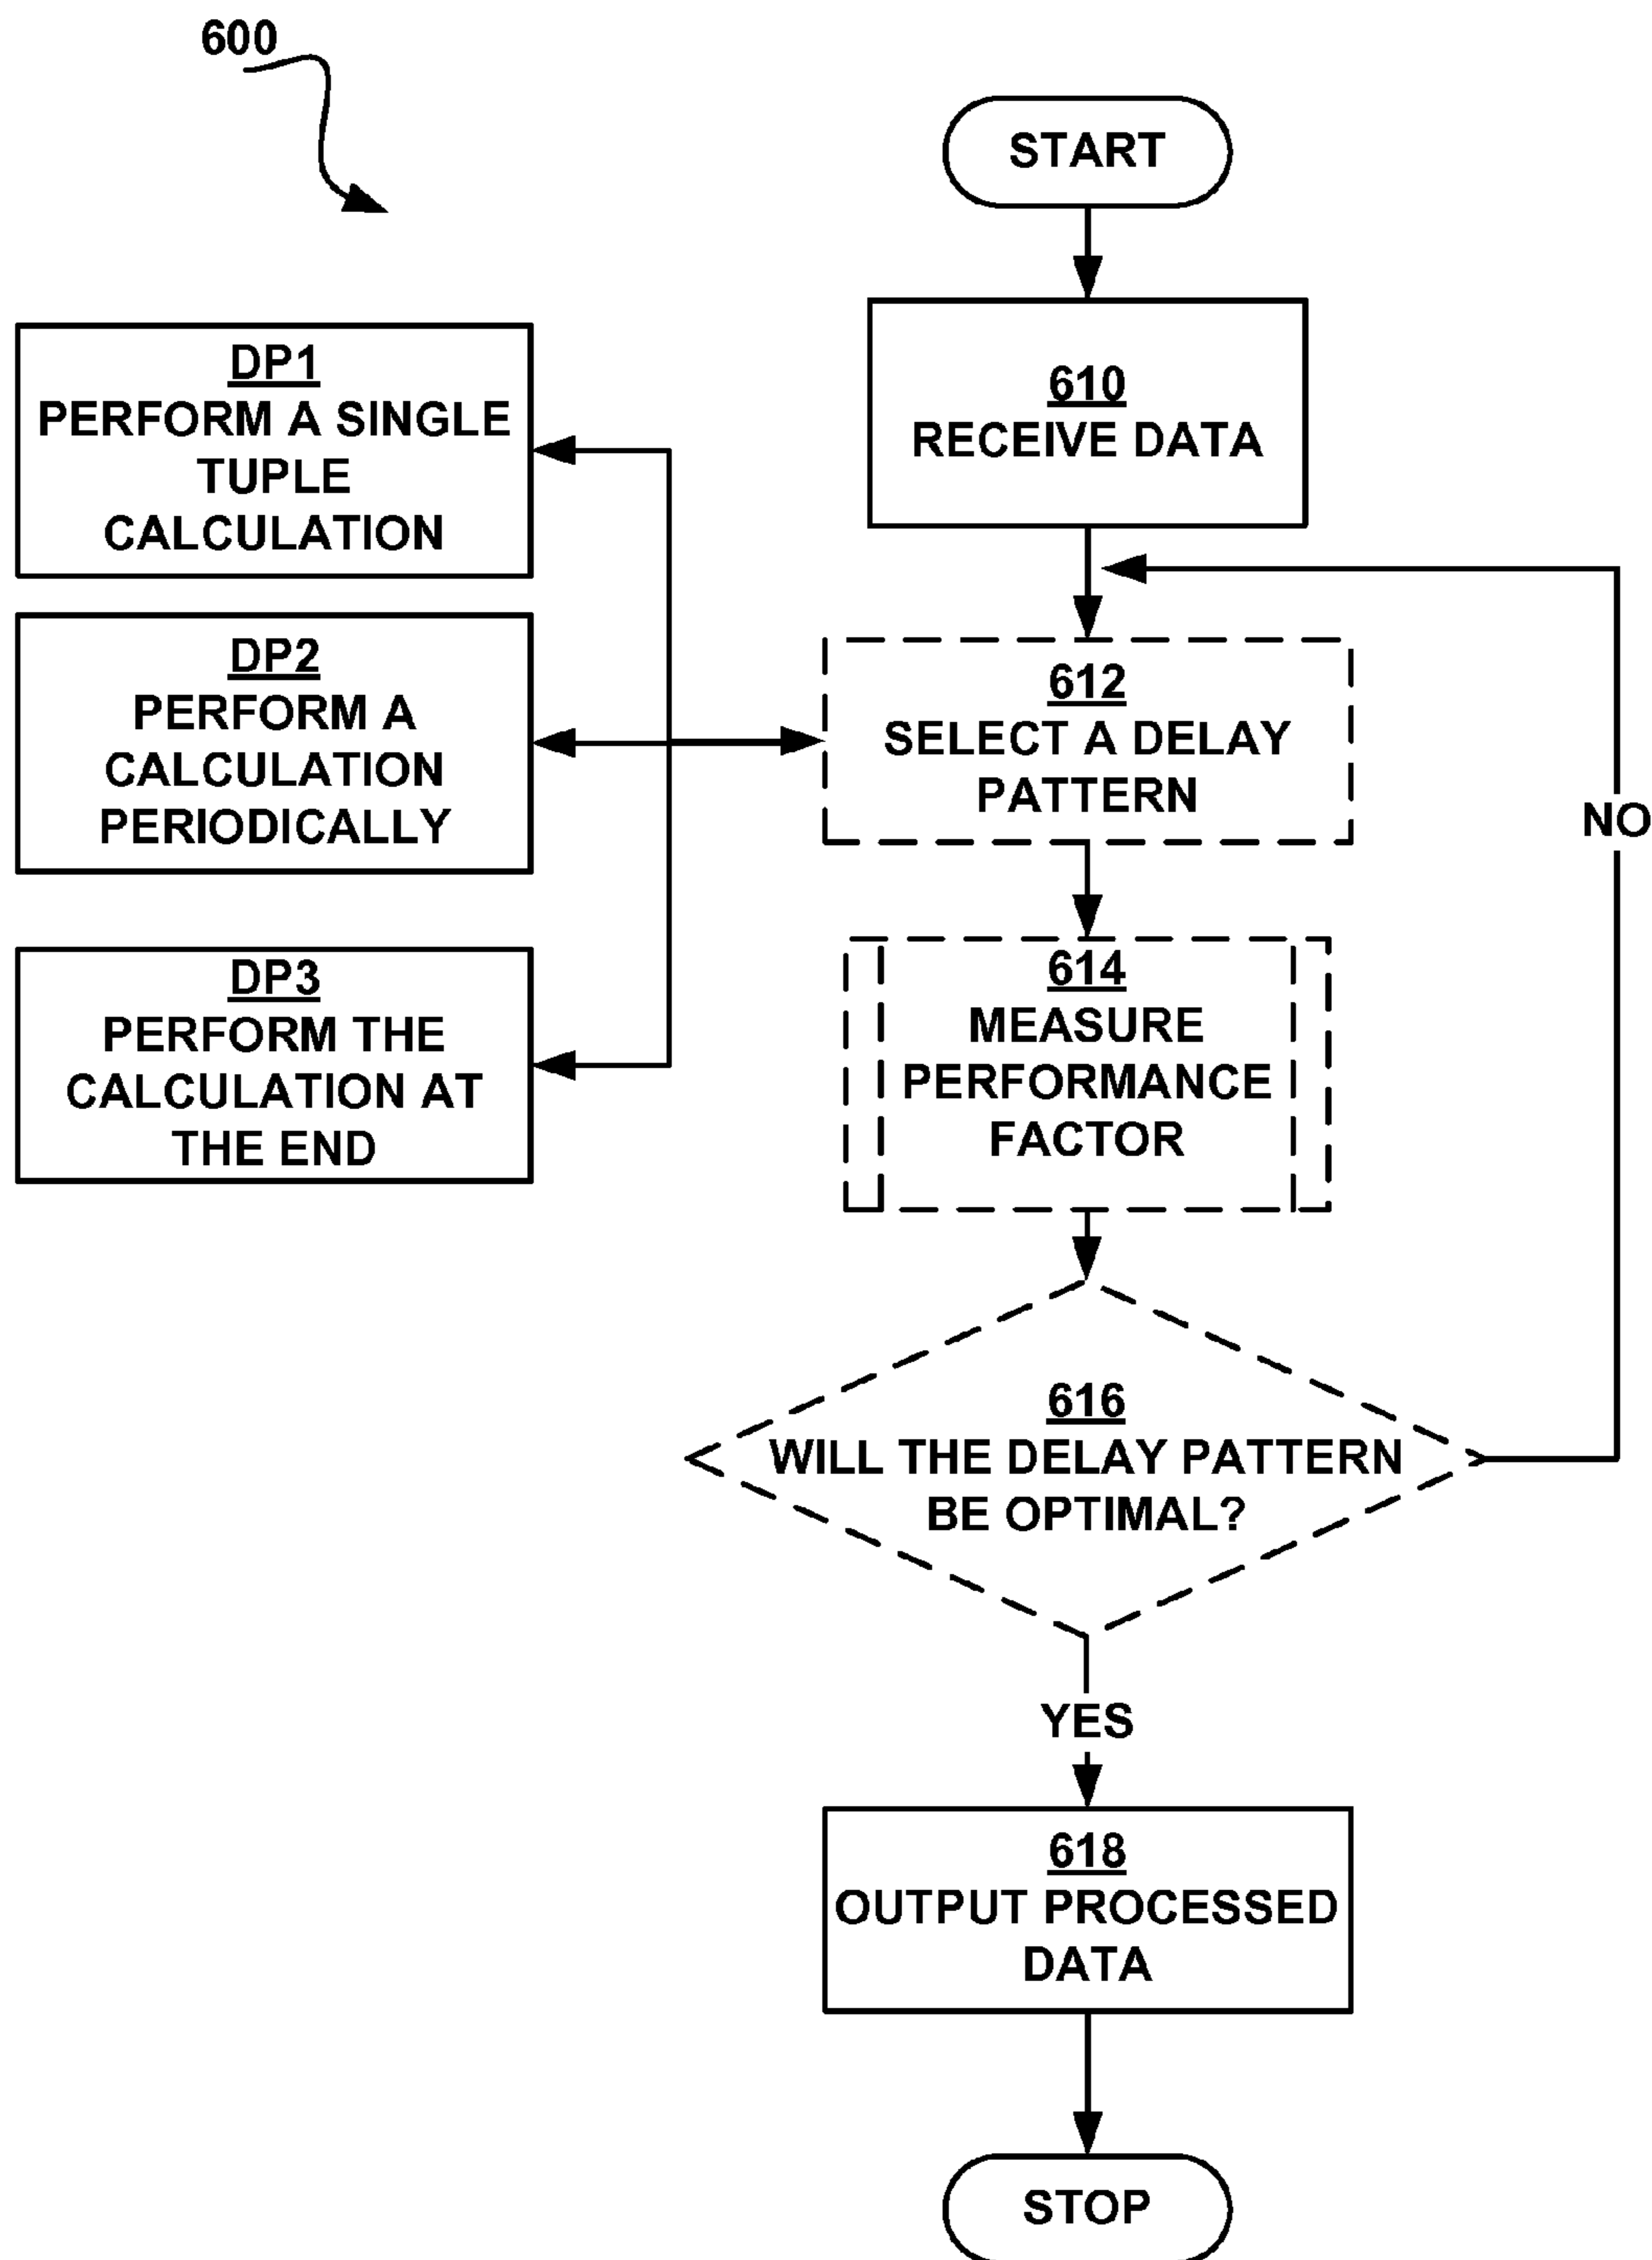 600
START
610
RECEIVE DATA
DP1
PERFORM A SINGLE
TUPLE
CALCULATION
DP2
PERFORM A
CALCULATION
PERIODICALLY
DP3
PERFORM THE
CALCULATION AT
THE END
612
SELECT A DELAY
PATTERN
NO
614
MEASURE
PERFORMANCE
FACTOR
616
WILL THE DELAY PATTERN
BE OPTIMAL?
YES
618
OUTPUT PROCESSED
DATA
STOP